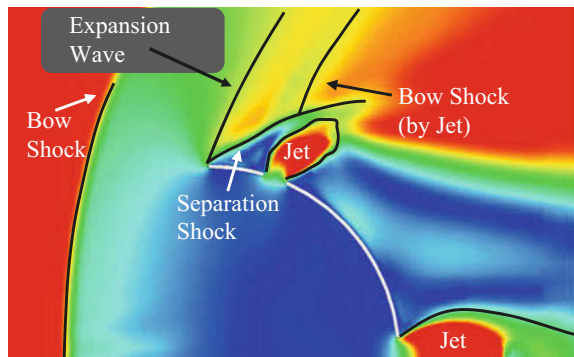 Expansion
Wave
Bow
Shock
Bow Shock
(by Jet)
Jet
Separation
Shock
Jet